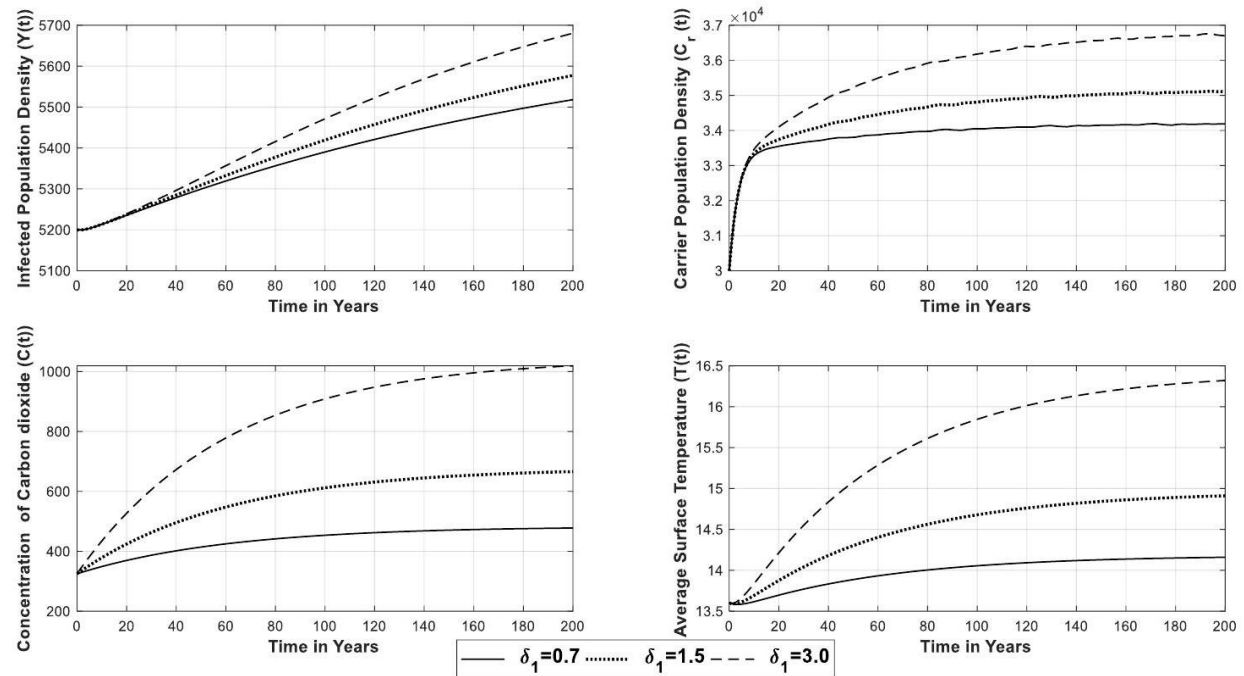 Infected Population Density (Y(t))
5700
5600
5500
5400
5300
5200
5100
0 20 40 60 80 100 120 140 160 180 200
Time in Years
Carrier Population Density (C_r (t))
×10^4
3.7
3.6
3.5
3.4
3.3
3.2
3.1
3
0 20 40 60 80 100 120 140 160 180 200
Time in Years
Concentration of Carbon dioxide (C(t))
1000
800
600
400
200
0 20 40 60 80 100 120 140 160 180 200
Time in Years
Average Surface Temperature (T(t))
16.5
16
15.5
15
14.5
14
13.5
0 20 40 60 80 100 120 140 160 180 200
Time in Years
δ_1=0.7 δ_1=1.5 δ_1=3.0